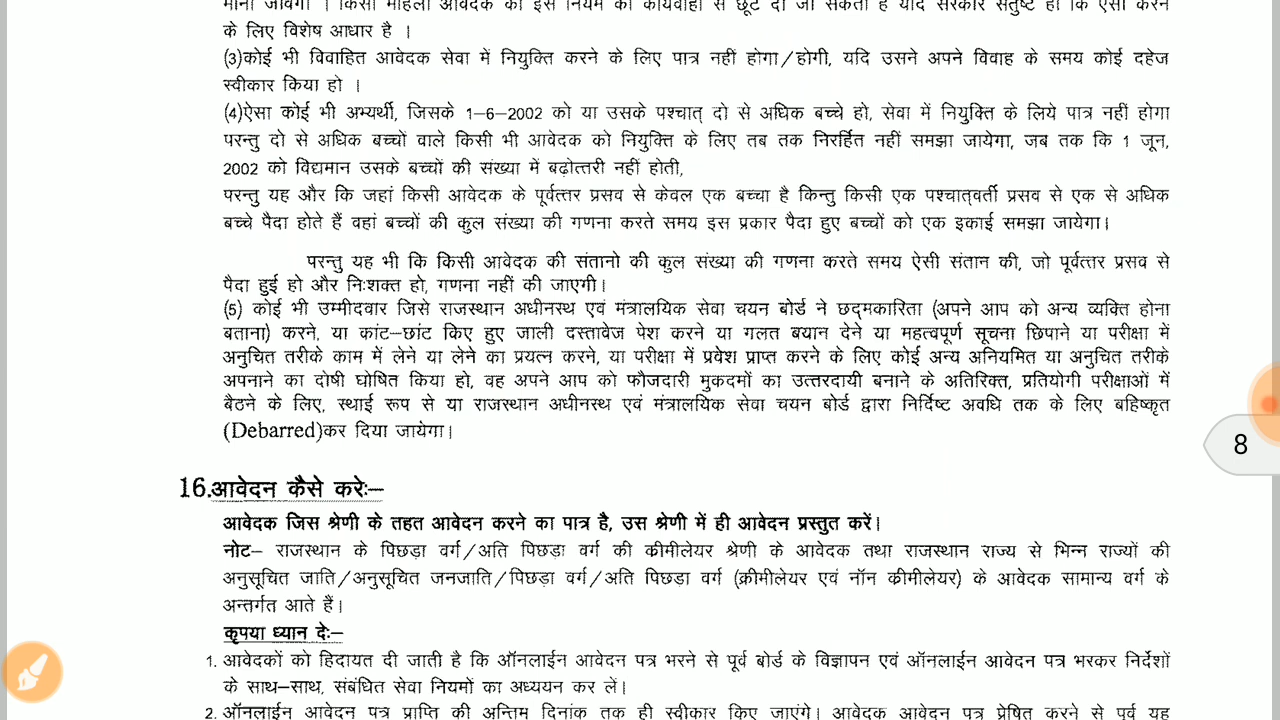 माना जावेगा । किसी महिला आवेदक को इस नियम की कार्यवाही से छूट दी जा सकती है यदि सरकार संतुष्ट हो कि ऐसा करने
के लिए विशेष आधार है ।
(3)कोई भी विवाहित आवेदक सेवा में नियुक्ति करने के लिए पात्र नहीं होगा/होगी, यदि उसने अपने विवाह के समय कोई दहेज
स्वीकार किया हो ।
(4)ऐसा कोई भी अभ्यर्थी, जिसके 1-6-2002 को या उसके पश्चात् दो से अधिक बच्चे हो, सेवा में नियुक्ति के लिये पात्र नहीं होगा
परन्तु दो से अधिक बच्चों वाले किसी भी आवेदक को नियुक्ति के लिए तब तक निरर्हित नहीं समझा जायेगा, जब तक कि 1 जून,
2002 को विद्यमान उसके बच्चों की संख्या में बढ़ोत्तरी नहीं होती,
परन्तु यह और कि जहां किसी आवेदक के पूर्वत्तर प्रसव से केवल एक बच्चा है किन्तु किसी एक पश्चात्वर्ती प्रसव से एक से अधिक
बच्चे पैदा होते हैं वहां बच्चों की कुल संख्या की गणना करते समय इस प्रकार पैदा हुए बच्चों को एक इकाई समझा जायेगा।
परन्तु यह भी कि किसी आवेदक की संतानो की कुल संख्या की गणना करते समय ऐसी संतान की, जो पूर्वत्तर प्रसव से
पैदा हुई हो और निःशक्त हो, गणना नहीं की जाएगी।
(5) कोई भी उम्मीदवार जिसे राजस्थान अधीनस्थ एवं मंत्रालयिक सेवा चयन बोर्ड ने छद्मकारिता (अपने आप को अन्य व्यक्ति होना
बताना) करने, या कांट-छांट किए हुए जाली दस्तावेज पेश करने या गलत बयान देने या महत्वपूर्ण सूचना छिपाने या परीक्षा में
अनुचित तरीके काम में लेने या लेने का प्रयत्न करने, या परीक्षा में प्रवेश प्राप्त करने के लिए कोई अन्य अनियमित या अनुचित तरीके
अपनाने का दोषी घोषित किया हो, वह अपने आप को फौजदारी मुकदमों का उत्तरदायी बनाने के अतिरिक्त, प्रतियोगी परीक्षाओं में
बैठने के लिए, स्थाई रूप से या राजस्थान अधीनस्थ एवं मंत्रालयिक सेवा चयन बोर्ड द्वारा निर्दिष्ट अवधि तक के लिए बहिष्कृत
(Debarred)कर दिया जायेगा।
8
16.आवेदन कैसे करेः-
आवेदक जिस श्रेणी के तहत आवेदन करने का पात्र है, उस श्रेणी में ही आवेदन प्रस्तुत करें।
नोट- राजस्थान के पिछड़ा वर्ग/अति पिछड़ा वर्ग की क्रीमीलेयर श्रेणी के आवेदक तथा राजस्थान राज्य से भिन्न राज्यों की
अनुसूचित जाति/अनुसूचित जनजाति/पिछड़ा वर्ग/अति पिछडा वर्ग (क्रीमीलेयर एवं नॉन क्रीमीलेयर) के आवेदक सामान्य वर्ग के
अन्तर्गत आते हैं।
कृपया ध्यान देः-
1. आवेदकों को हिदायत दी जाती है कि ऑनलाईन आवेदन पत्र भरने से पूर्व बोर्ड के विज्ञापन एवं ऑनलाईन आवेदन पत्र भरकर निर्देशों
के साथ-साथ, संबंधित सेवा नियमों का अध्ययन कर लें।
2. ऑनलाईन आवेदन पत्र प्राप्ति की अन्तिम दिनांक तक ही स्वीकार किए जाएंगे। आवेदक आवेदन पत्र प्रेषित करने से पूर्व यह